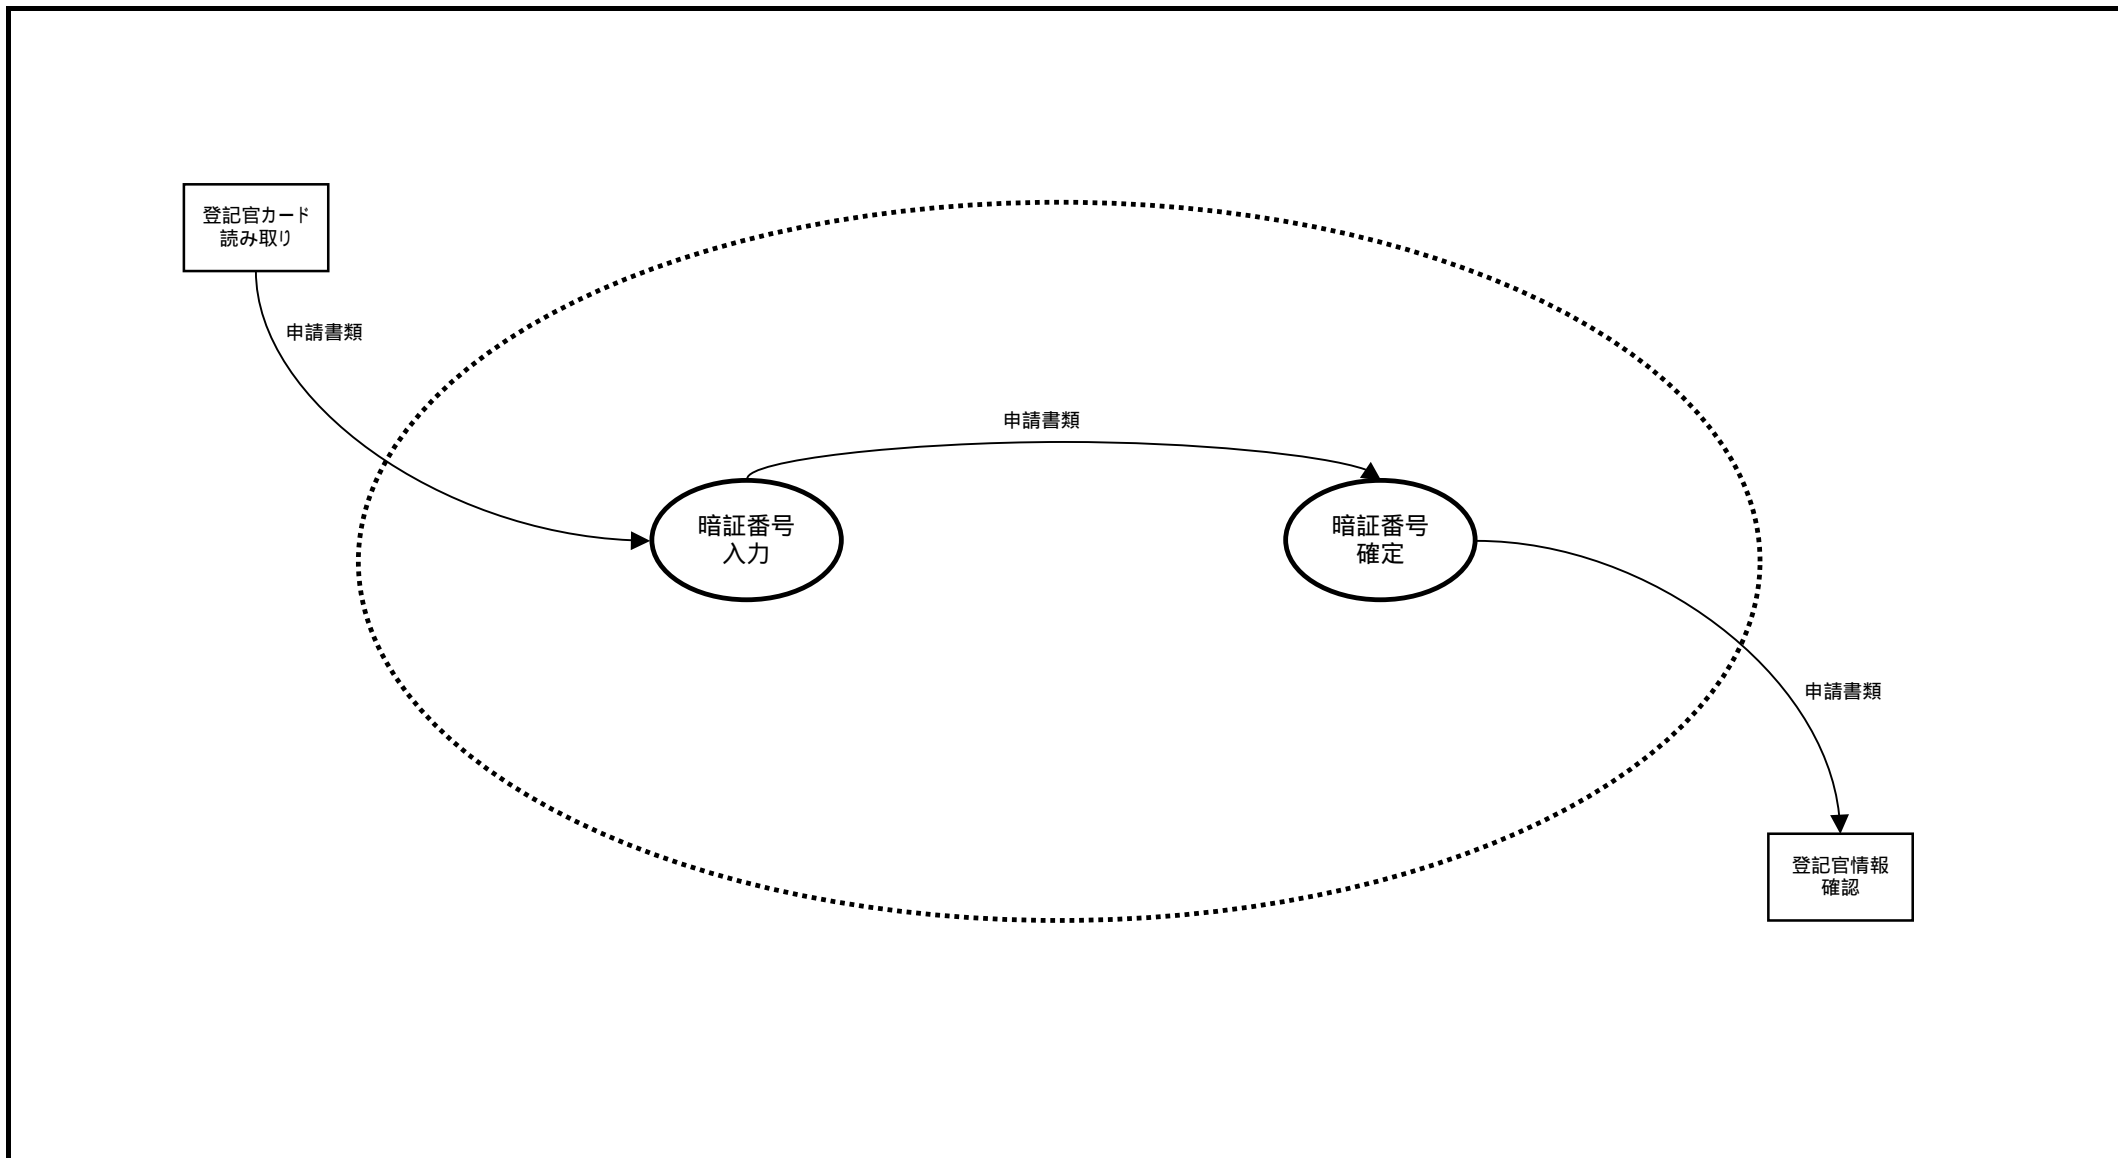 登記官カード
読み取り
申請書類
申請書類
暗証番号
入力
暗証番号
確定
申請書類
登記官情報
確認